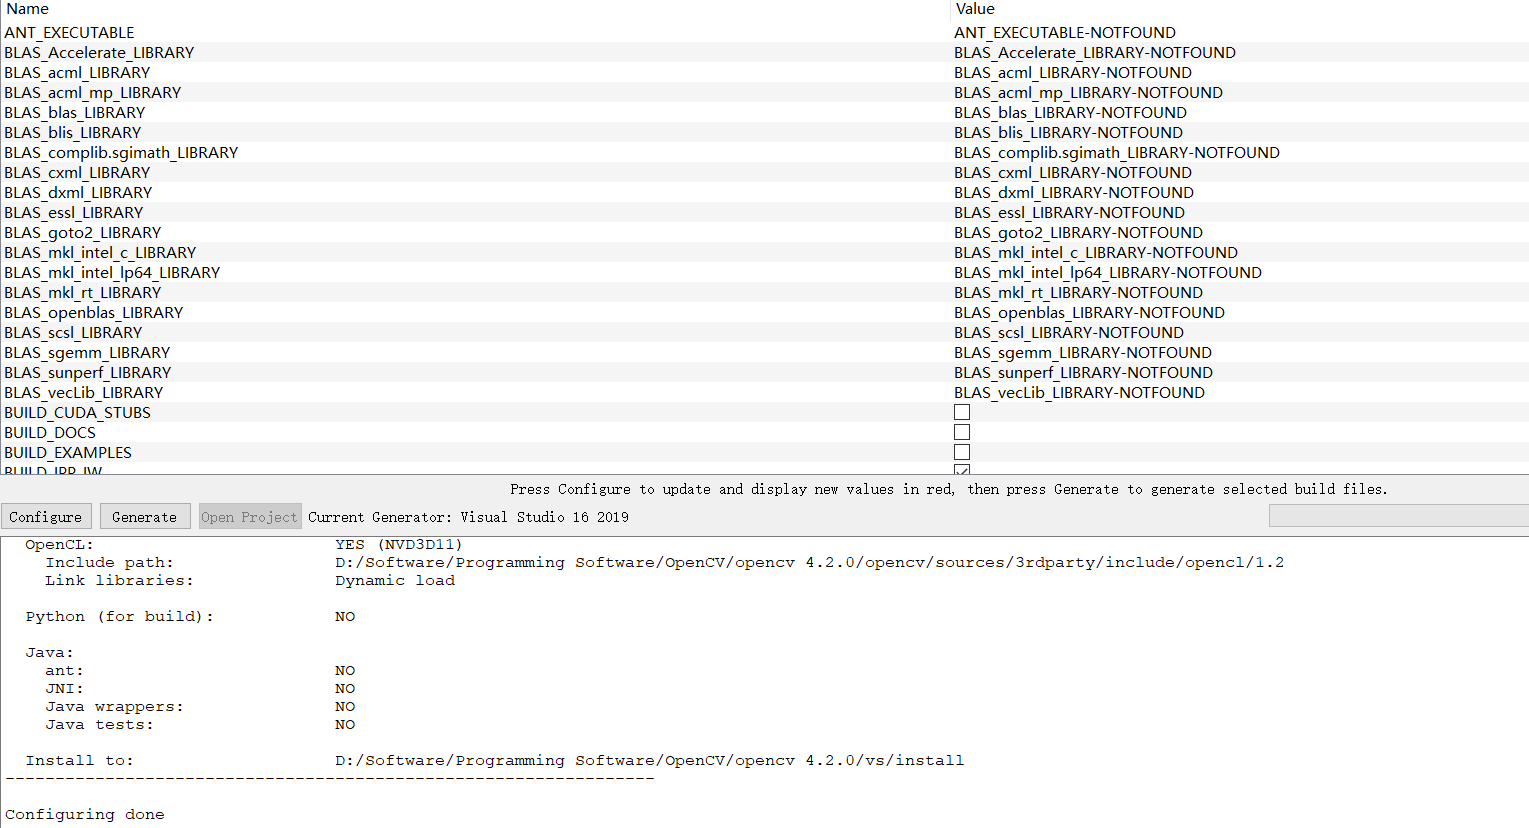 Name Value
ANT_EXECUTABLE ANT_EXECUTABLE-NOTFOUND
BLAS_Accelerate_LIBRARY BLAS_Accelerate_LIBRARY-NOTFOUND
BLAS_acml_LIBRARY BLAS_acml_LIBRARY-NOTFOUND
BLAS_acml_mp_LIBRARY BLAS_acml_mp_LIBRARY-NOTFOUND
BLAS_blas_LIBRARY BLAS_blas_LIBRARY-NOTFOUND
BLAS_blis_LIBRARY BLAS_blis_LIBRARY-NOTFOUND
BLAS_complib.sgimath_LIBRARY BLAS_complib.sgimath_LIBRARY-NOTFOUND
BLAS_cxml_LIBRARY BLAS_cxml_LIBRARY-NOTFOUND
BLAS_dxml_LIBRARY BLAS_dxml_LIBRARY-NOTFOUND
BLAS_essl_LIBRARY BLAS_essl_LIBRARY-NOTFOUND
BLAS_goto2_LIBRARY BLAS_goto2_LIBRARY-NOTFOUND
BLAS_mkl_intel_c_LIBRARY BLAS_mkl_intel_c_LIBRARY-NOTFOUND
BLAS_mkl_intel_lp64_LIBRARY BLAS_mkl_intel_lp64_LIBRARY-NOTFOUND
BLAS_mkl_rt_LIBRARY BLAS_mkl_rt_LIBRARY-NOTFOUND
BLAS_openblas_LIBRARY BLAS_openblas_LIBRARY-NOTFOUND
BLAS_scsl_LIBRARY BLAS_scsl_LIBRARY-NOTFOUND
BLAS_sgemm_LIBRARY BLAS_sgemm_LIBRARY-NOTFOUND
BLAS_sunperf_LIBRARY BLAS_sunperf_LIBRARY-NOTFOUND
BLAS_vecLib_LIBRARY BLAS_vecLib_LIBRARY-NOTFOUND
BUILD_CUDA_STUBS
BUILD_DOCS
BUILD_EXAMPLES
BUILD_IPP_IW
Press Configure to update and display new values in red, then press Generate to generate selected build files.
Configure Generate Open Project Current Generator: Visual Studio 16 2019
OpenCL: YES (NVD3D11)
Include path: D:/Software/Programming Software/OpenCV/opencv 4.2.0/opencv/sources/3rdparty/include/opencl/1.2
Link libraries: Dynamic load
Python (for build): NO
Java:
ant: NO
JNI: NO
Java wrappers: NO
Java tests: NO
Install to: D:/Software/Programming Software/OpenCV/opencv 4.2.0/vs/install
-----------------------------------------------------------------
Configuring done